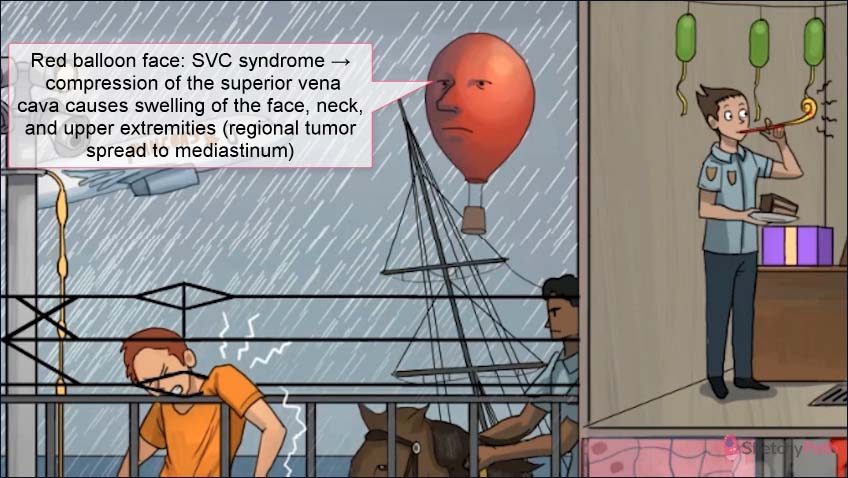 Red balloon face: SVC syndrome →
compression of the superior vena
cava causes swelling of the face, neck,
and upper extremities (regional tumor
spread to mediastinum)
SketchyPath